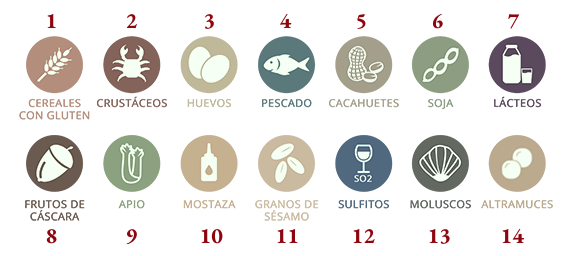 1 2 3 4 5 6 7
CEREALES CRUSTÁCEOS HUEVOS PESCADO CACAHUETES SOJA LÁCTEOS
CON GLUTEN
SO2
FRUTOS DE APIO MOSTAZA GRANOS DE SULFITOS MOLUSCOS ALTRAMUCES
CÁSCARA SÉSAMO
8 9 10 11 12 13 14